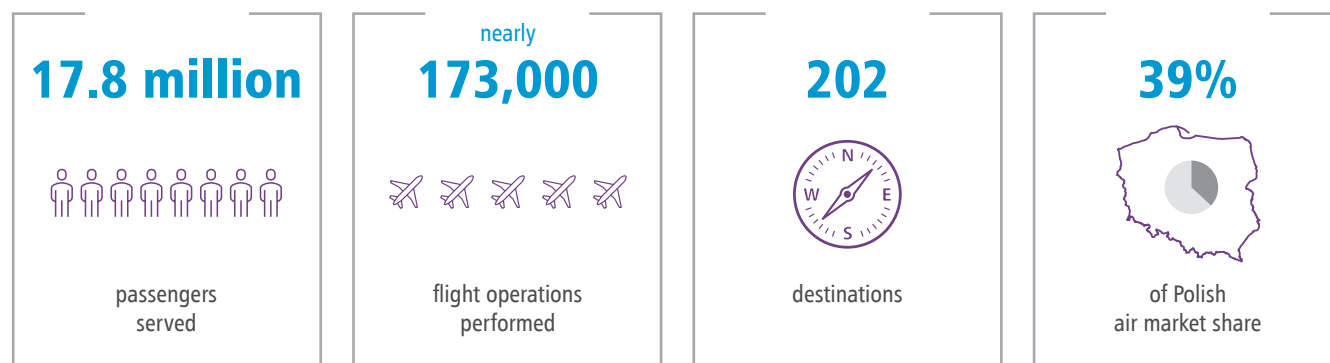 17.8 million
passengers
served
nearly
173,000
flight operations
performed
202
N
W E
S
destinations
39%
of Polish
air market share